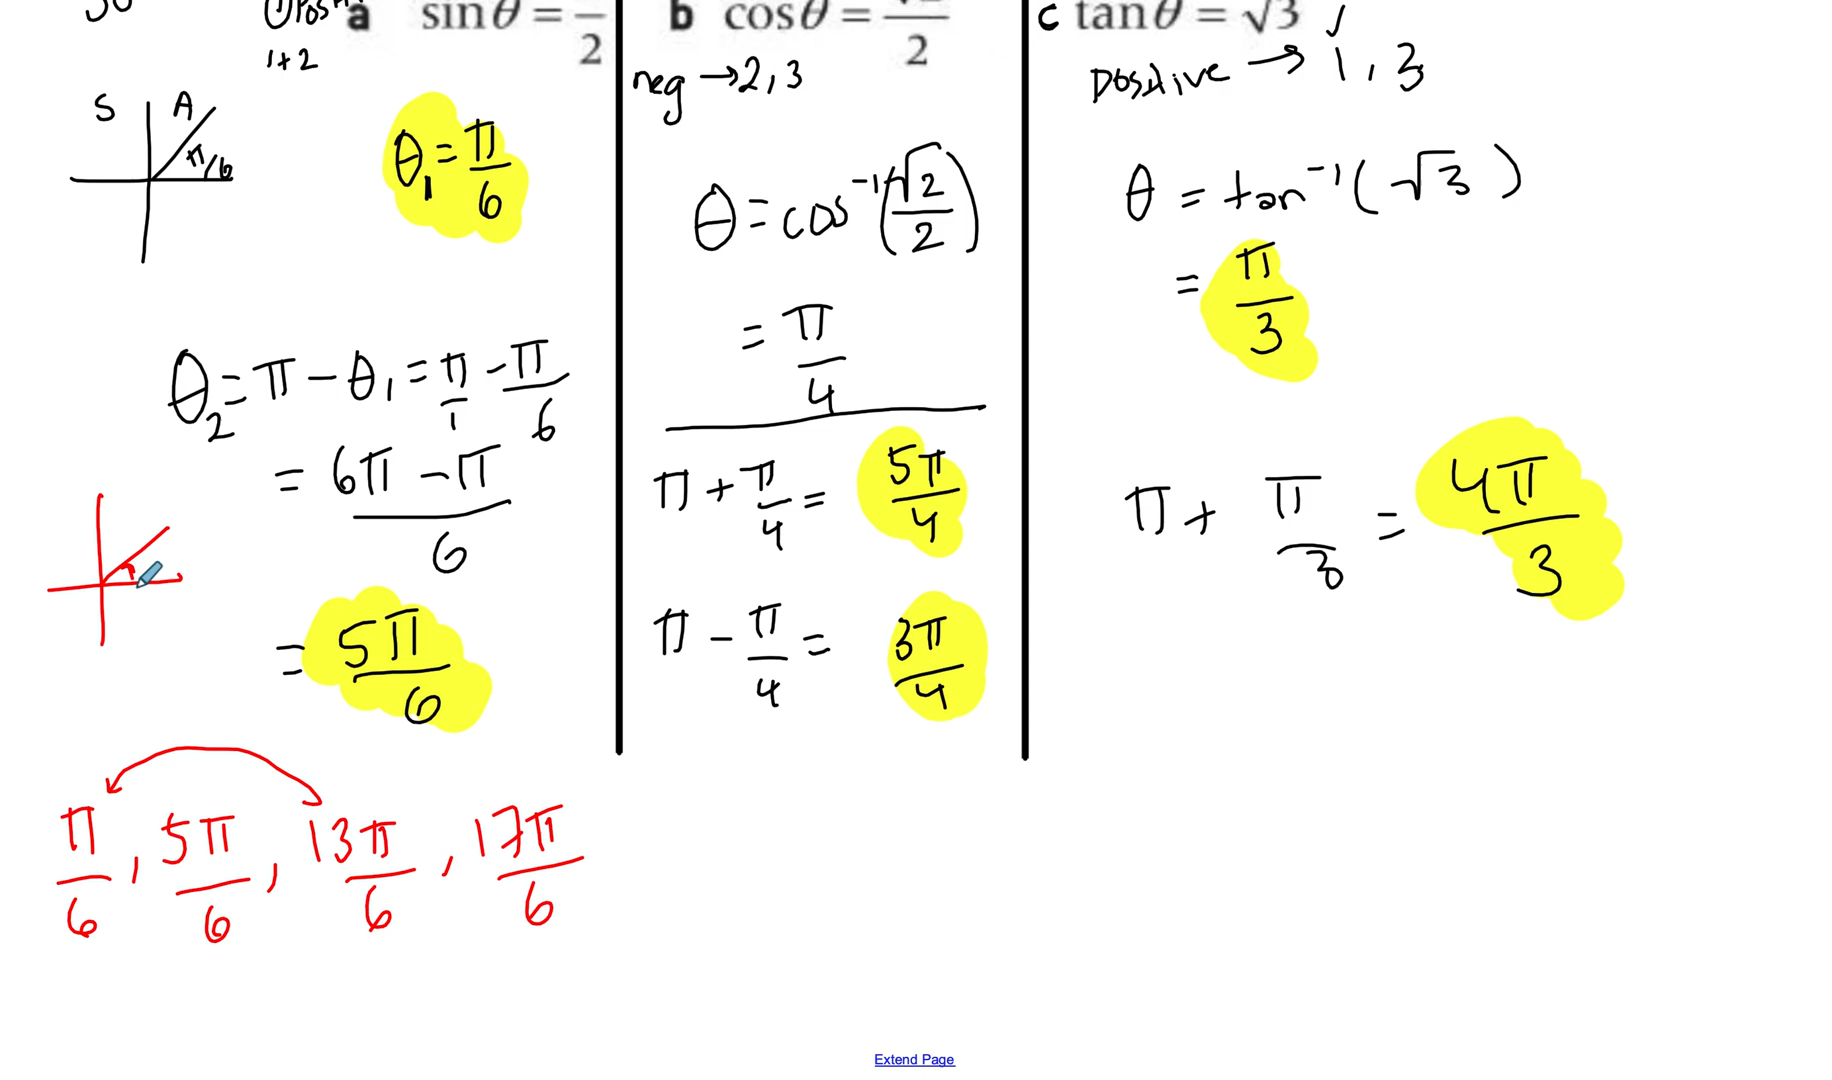 a sinθ = /2
1+2
S A
π/6
θ₁ = π/6
θ₂ = π − θ₁ = π/1 − π/6
= (6π − π)/6
= 5π/6
π/6, 5π/6, 13π/6, 17π/6
b cosθ = /2
neg → 2, 3
θ = cos⁻¹(√2/2)
= π/4
π + π/4 = 5π/4
π − π/4 = 3π/4
c tanθ = √3
positive → 1, 3
θ = tan⁻¹(√3)
= π/3
π + π/3 = 4π/3
Extend Page